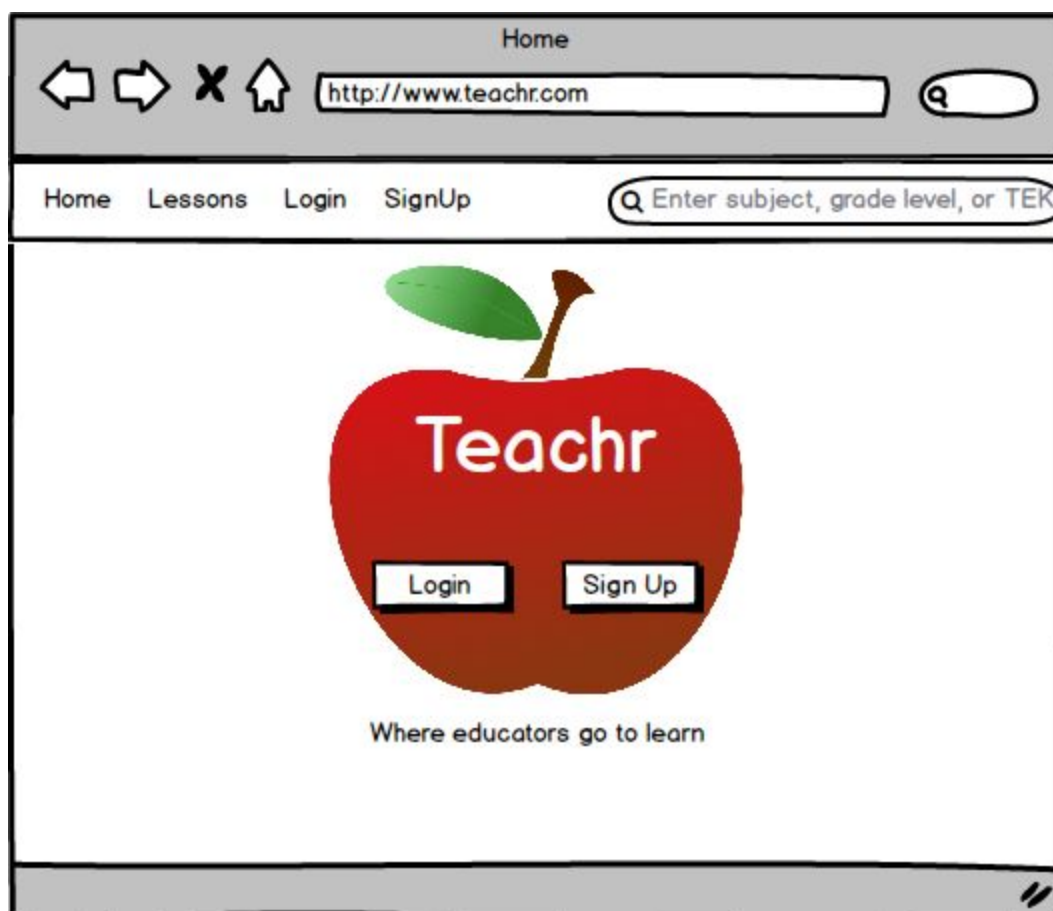 Home
http://www.teachr.com
Home Lessons Login SignUp
Enter subject, grade level, or TEK
Teachr
Login Sign Up
Where educators go to learn